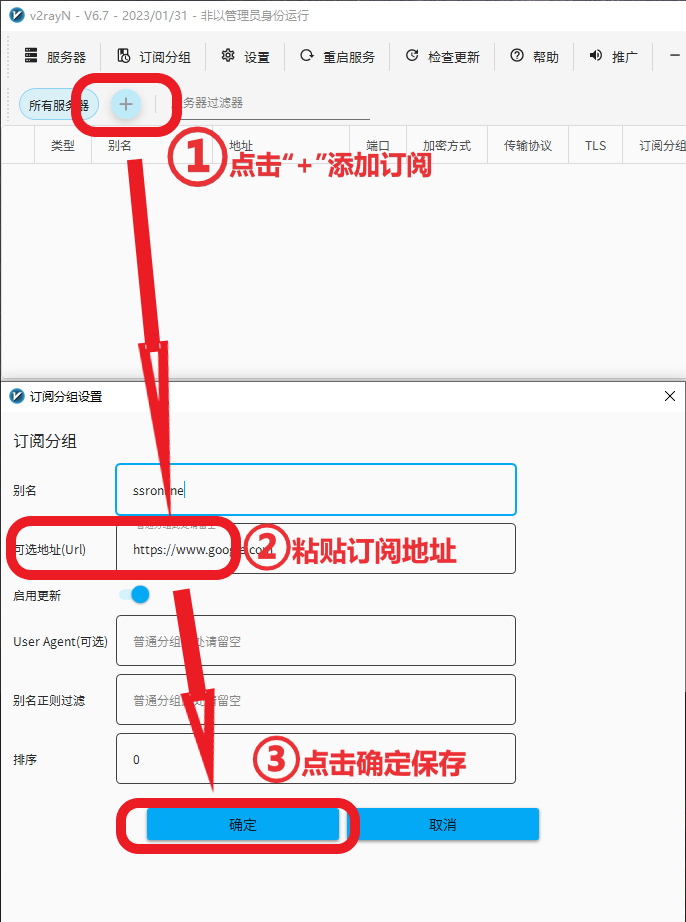 v2rayN - V6.7 - 2023/01/31 - 非以管理员身份运行
服务器 订阅分组 设置 重启服务 检查更新 帮助 推广
所有服务器 + 务器过滤器
类型 别名 地址 端口 加密方式 传输协议 TLS 订阅分组
① 点击“+”添加订阅
订阅分组设置
订阅分组
别名
可选地址(Url) https://www.google.com
② 粘贴订阅地址
启用更新
User Agent(可选) 普通分组 处请留空
别名正则过滤 普通分组 请留空
排序 0
③ 点击确定保存
确定 取消